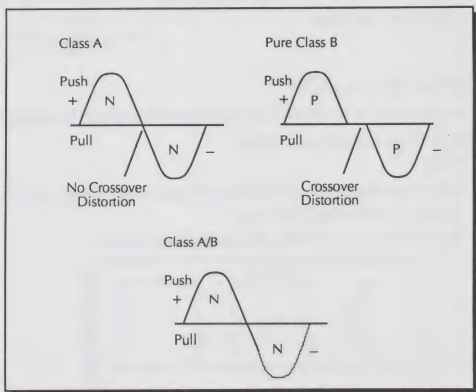 Class A
Push
+
N
Pull
N
–
No Crossover
Distortion
Pure Class B
Push
+
P
Pull
P
–
Crossover
Distortion
Class A/B
Push
+
N
Pull
N
–